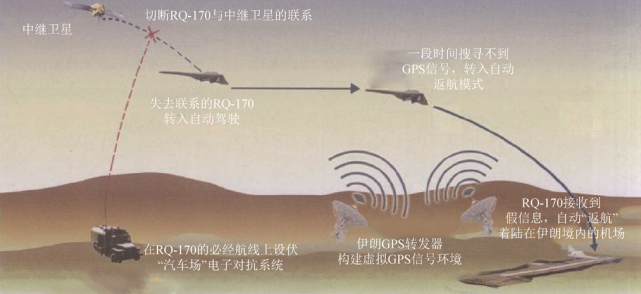 切断RQ-170与中继卫星的联系
中继卫星
一段时间搜寻不到
GPS信号，转入自动
返航模式
失去联系的RQ-170
转入自动驾驶
RQ-170接收到
假信息，自动“返航”
着陆在伊朗境内的机场
在RQ-170的必经航线上设伏
“汽车场”电子对抗系统
伊朗GPS转发器
构建虚拟GPS信号环境